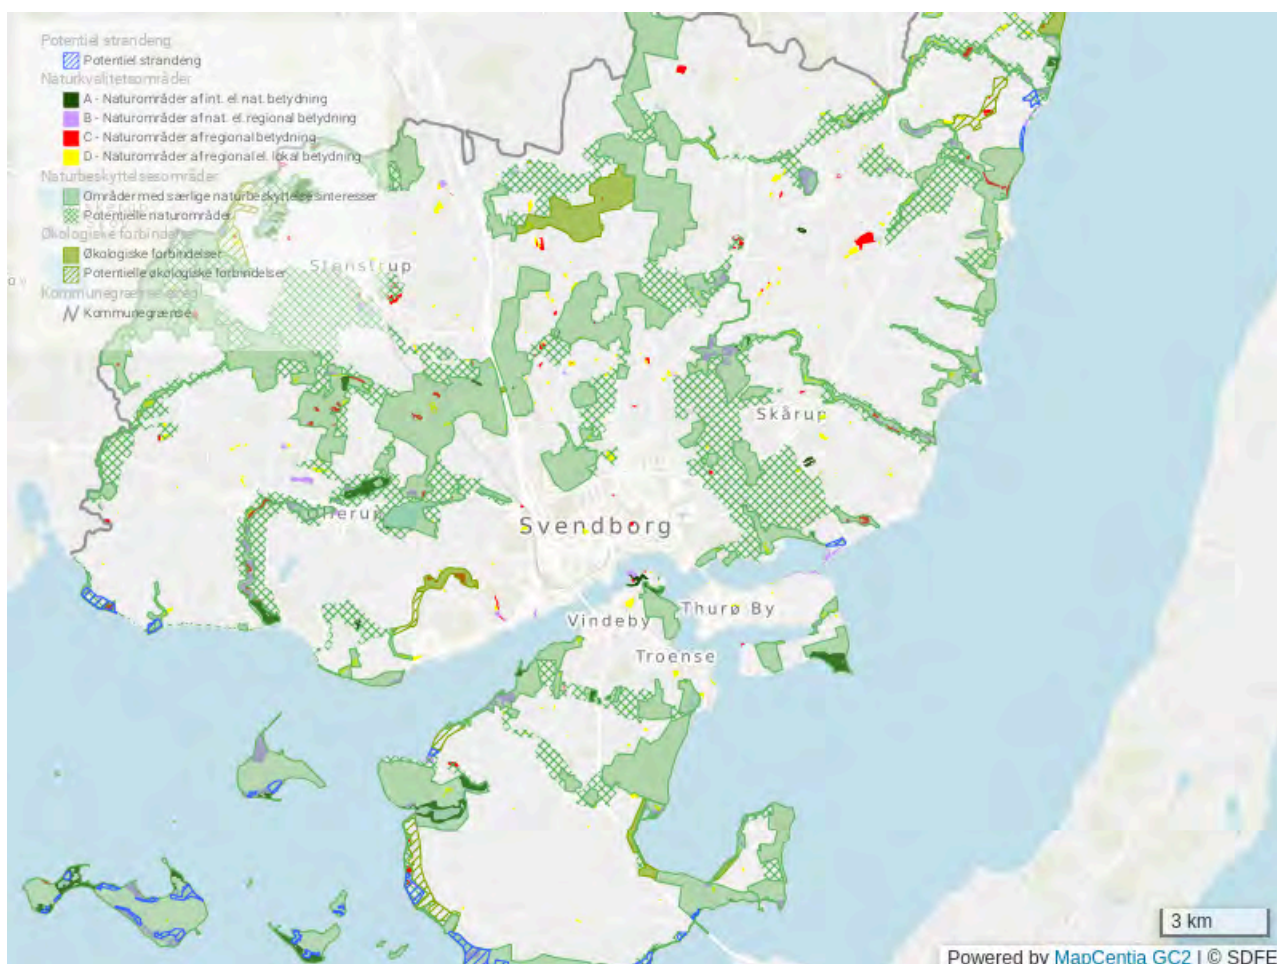 Potentiel strandeng
Potentiel strandeng
Naturkvalitetsområder
A - Naturområder af int. el. nat. betydning
B - Naturområder af nat. el. regional betydning
C - Naturområder af regional betydning
D - Naturområder af regional el. lokal betydning
Naturbeskyttelsesområder
Områder med særlige naturbeskyttelsesinteresser
Potentielle naturområder
Økologiske forbindelser
Økologiske forbindelser
Potentielle økologiske forbindelser
Kommunegrænse
Stenstrup
Skårup
Ollerup
Svendborg
Thurø By
Vindeby
Troense
3 km
Powered by MapCentia GC2 | © SDFE